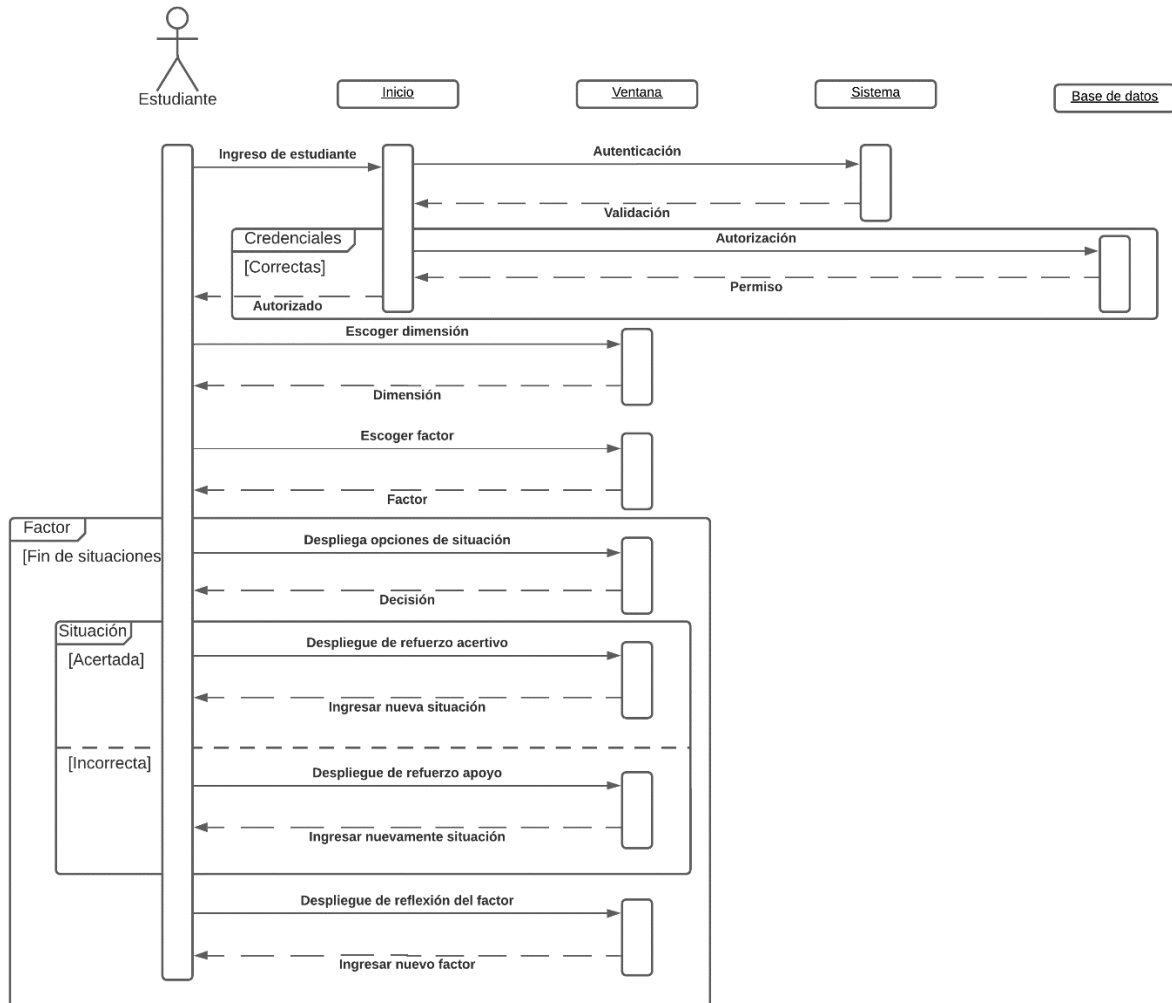 Estudiante
Inicio
Ventana
Sistema
Base de datos
Ingreso de estudiante
Autenticación
Validación
Credenciales
Autorización
[Correctas]
Permiso
Autorizado
Escoger dimensión
Dimensión
Escoger factor
Factor
Factor
[Fin de situaciones
Despliega opciones de situación
Decisión
Situación
[Acertada]
Despliegue de refuerzo acertivo
Ingresar nueva situación
[Incorrecta]
Despliegue de refuerzo apoyo
Ingresar nuevamente situación
Despliegue de reflexión del factor
Ingresar nuevo factor